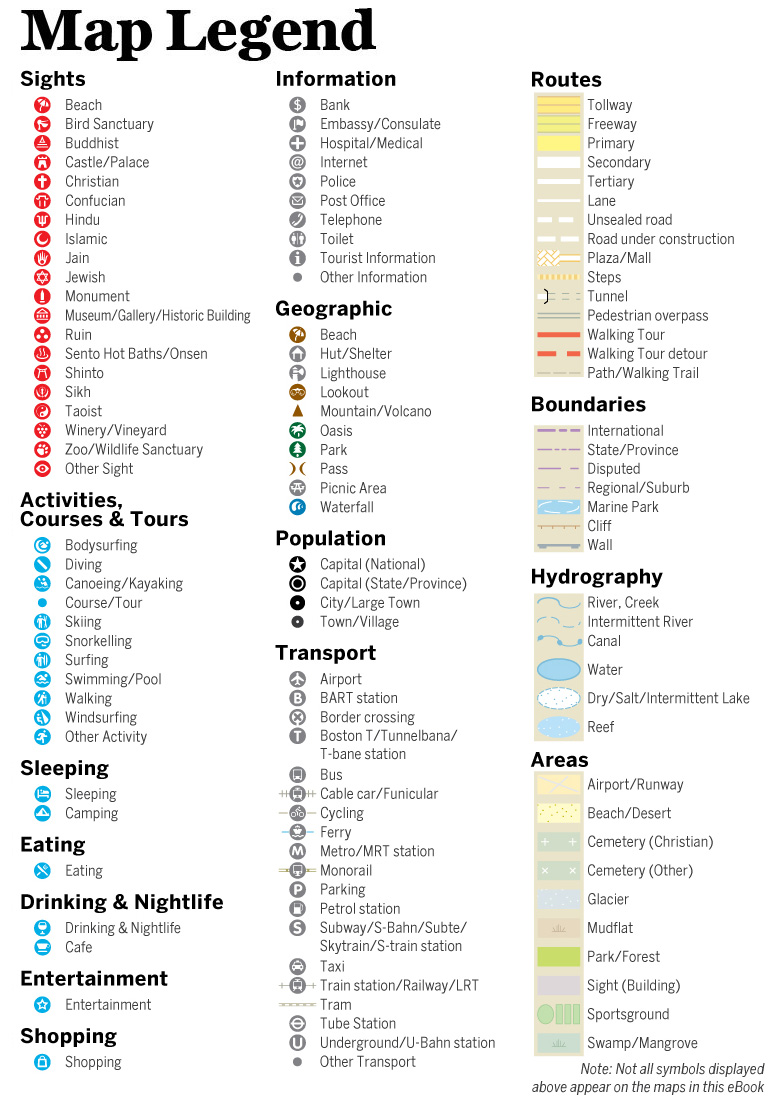 Map Legend
Sights
Beach
Bird Sanctuary
Buddhist
Castle/Palace
Christian
Confucian
Hindu
Islamic
Jain
Jewish
Monument
Museum/Gallery/Historic Building
Ruin
Sento Hot Baths/Onsen
Shinto
Sikh
Taoist
Winery/Vineyard
Zoo/Wildlife Sanctuary
Other Sight
Activities,
Courses & Tours
Bodysurfing
Diving
Canoeing/Kayaking
Course/Tour
Skiing
Snorkelling
Surfing
Swimming/Pool
Walking
Windsurfing
Other Activity
Sleeping
Sleeping
Camping
Eating
Eating
Drinking & Nightlife
Drinking & Nightlife
Cafe
Entertainment
Entertainment
Shopping
Shopping
Information
$ Bank
Embassy/Consulate
Hospital/Medical
@ Internet
Police
Post Office
Telephone
Toilet
i Tourist Information
Other Information
Geographic
Beach
Hut/Shelter
Lighthouse
Lookout
Mountain/Volcano
Oasis
Park
Pass
Picnic Area
Waterfall
Population
Capital (National)
Capital (State/Province)
City/Large Town
Town/Village
Transport
Airport
B BART station
Border crossing
T Boston T/Tunnelbana/
T-bane station
Bus
Cable car/Funicular
Cycling
Ferry
M Metro/MRT station
Monorail
P Parking
Petrol station
S Subway/S-Bahn/Subte/
Skytrain/S-train station
Taxi
Train station/Railway/LRT
Tram
Tube Station
U Underground/U-Bahn station
Other Transport
Routes
Tollway
Freeway
Primary
Secondary
Tertiary
Lane
Unsealed road
Road under construction
Plaza/Mall
Steps
Tunnel
Pedestrian overpass
Walking Tour
Walking Tour detour
Path/Walking Trail
Boundaries
International
State/Province
Disputed
Regional/Suburb
Marine Park
Cliff
Wall
Hydrography
River, Creek
Intermittent River
Canal
Water
Dry/Salt/Intermittent Lake
Reef
Areas
Airport/Runway
Beach/Desert
Cemetery (Christian)
Cemetery (Other)
Glacier
Mudflat
Park/Forest
Sight (Building)
Sportsground
Swamp/Mangrove
Note: Not all symbols displayed
above appear on the maps in this eBook